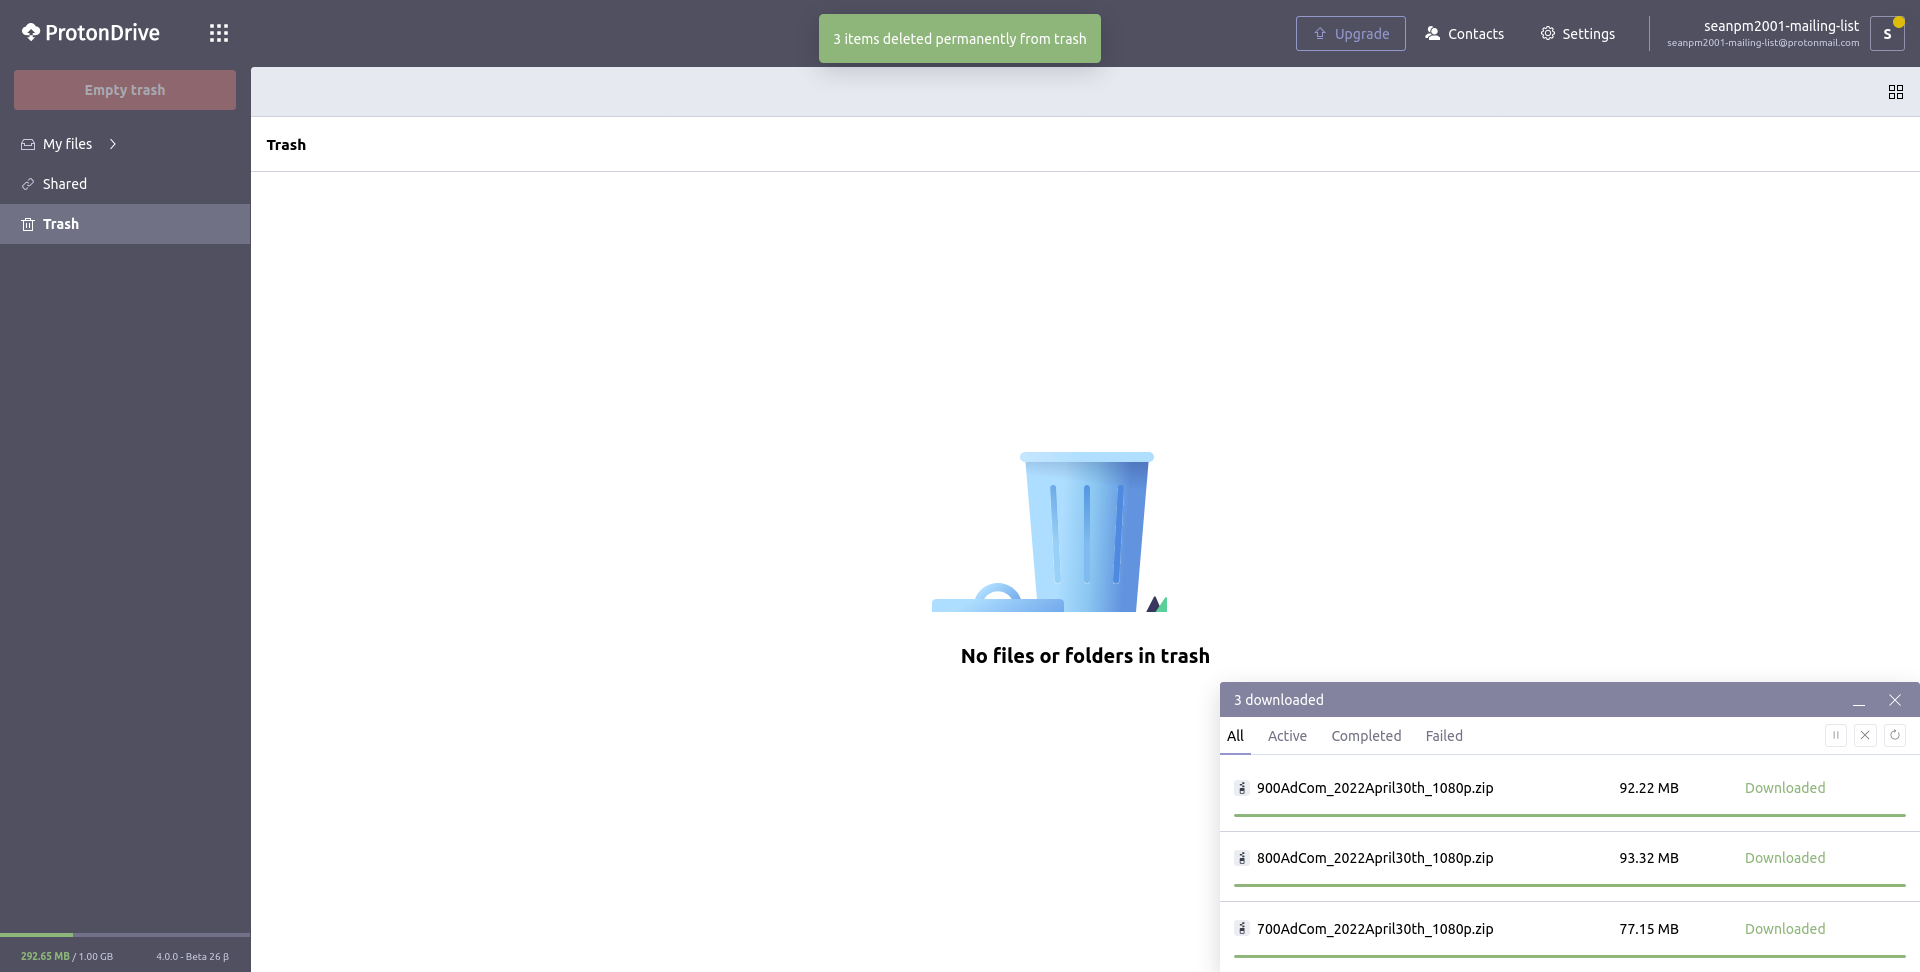 ProtonDrive
3 items deleted permanently from trash
Upgrade
Contacts
Settings
seanpm2001-mailing-list
seanpm2001-mailing-list@protonmail.com
S
Empty trash
My files
Shared
Trash
Trash
No files or folders in trash
3 downloaded
All Active Completed Failed
900AdCom_2022April30th_1080p.zip 92.22 MB Downloaded
800AdCom_2022April30th_1080p.zip 93.32 MB Downloaded
700AdCom_2022April30th_1080p.zip 77.15 MB Downloaded
292.65 MB / 1.00 GB 4.0.0 - Beta 26 β